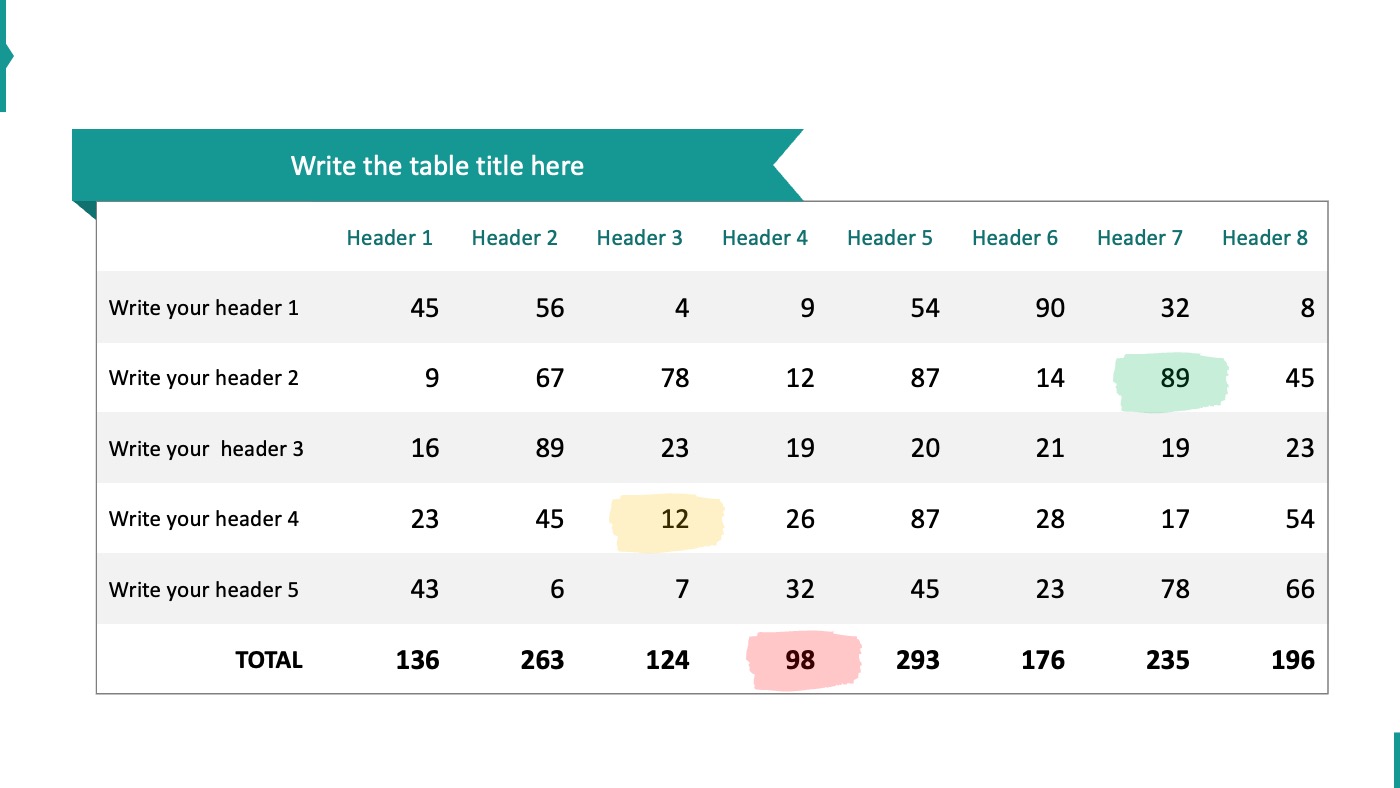 Write the table title here
Header 1 Header 2 Header 3 Header 4 Header 5 Header 6 Header 7 Header 8
Write your header 1 45 56 4 9 54 90 32 8
Write your header 2 9 67 78 12 87 14 89 45
Write your  header 3 16 89 23 19 20 21 19 23
Write your header 4 23 45 12 26 87 28 17 54
Write your header 5 43 6 7 32 45 23 78 66
TOTAL 136 263 124 98 293 176 235 196